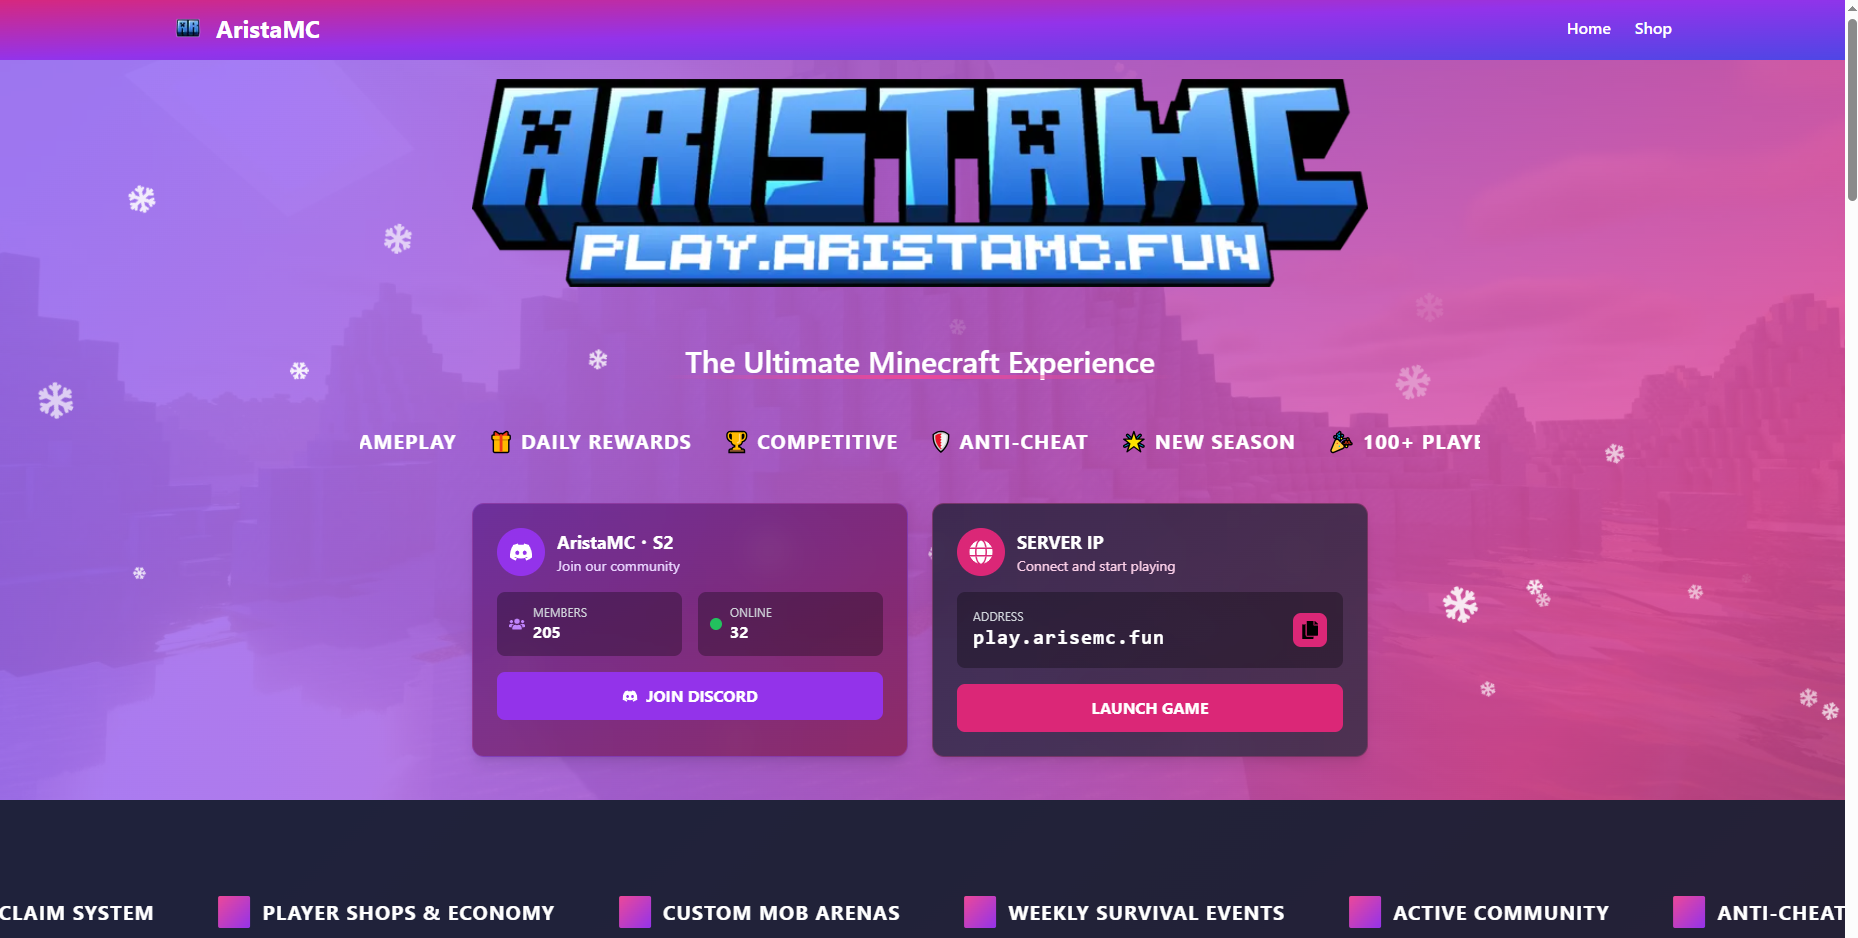 AristaMC
Home
Shop
ARISTAMC
PLAY.ARISTAMC.FUN
The Ultimate Minecraft Experience
AMEPLAY
DAILY REWARDS
COMPETITIVE
ANTI-CHEAT
NEW SEASON
100+ PLAYE
AristaMC • S2
Join our community
MEMBERS
205
ONLINE
32
JOIN DISCORD
SERVER IP
Connect and start playing
ADDRESS
play.arisemc.fun
LAUNCH GAME
CLAIM SYSTEM
PLAYER SHOPS & ECONOMY
CUSTOM MOB ARENAS
WEEKLY SURVIVAL EVENTS
ACTIVE COMMUNITY
ANTI-CHEAT